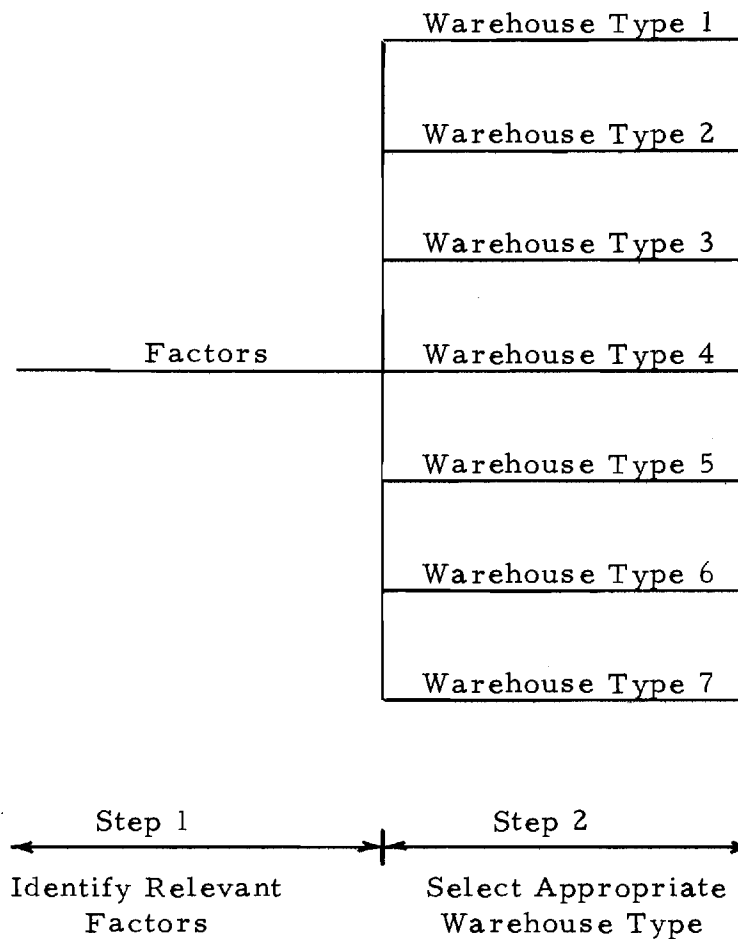 Warehouse Type 1
Warehouse Type 2
Warehouse Type 3
Factors
Warehouse Type 4
Warehouse Type 5
Warehouse Type 6
Warehouse Type 7
Step 1
Step 2
Identify Relevant
Factors
Select Appropriate
Warehouse Type